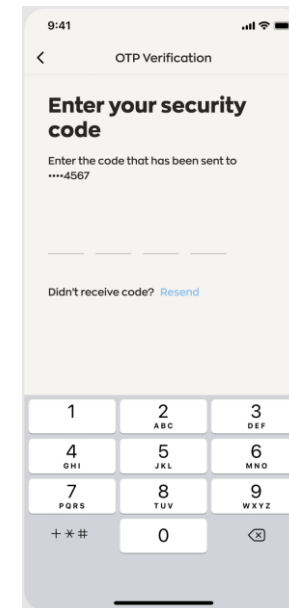 9:41
OTP Verification
Enter your security
code
Enter the code that has been sent to
••••4567
Didn't receive code? Resend
1
2
ABC
3
DEF
4
GHI
5
JKL
6
MNO
7
PQRS
8
TUV
9
WXYZ
+*#
0